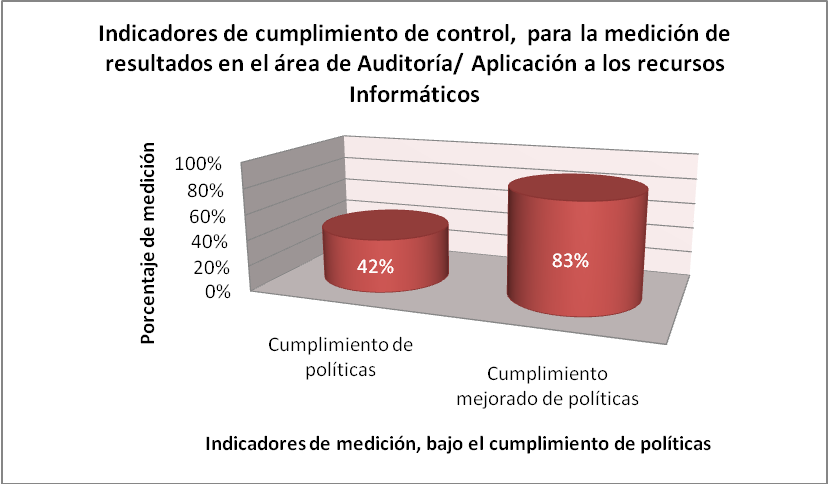 Indicadores de cumplimiento de control, para la medición de
resultados en el área de Auditoría/ Aplicación a los recursos
Informáticos
Porcentaje de medición
100%
80%
60%
40%
20%
0%
42%
83%
Cumplimiento de
políticas
Cumplimiento
mejorado de políticas
Indicadores de medición, bajo el cumplimiento de políticas